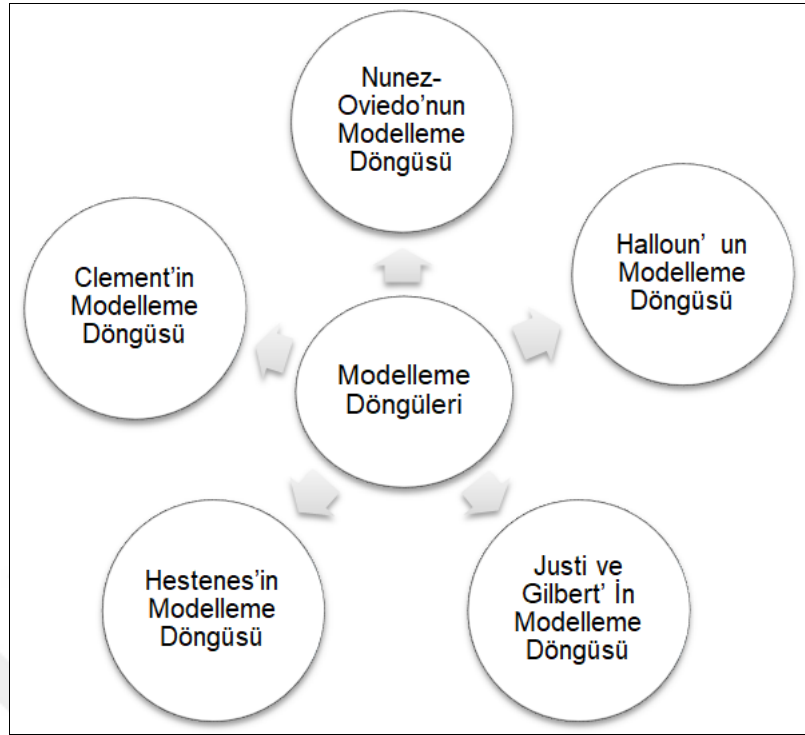 Nunez-
Oviedo’nun
Modelleme
Döngüsü
Halloun’ un
Modelleme
Döngüsü
Clement’in
Modelleme
Döngüsü
Modelleme
Döngüleri
Hestenes’in
Modelleme
Döngüsü
Justi ve
Gilbert’ İn
Modelleme
Döngüsü